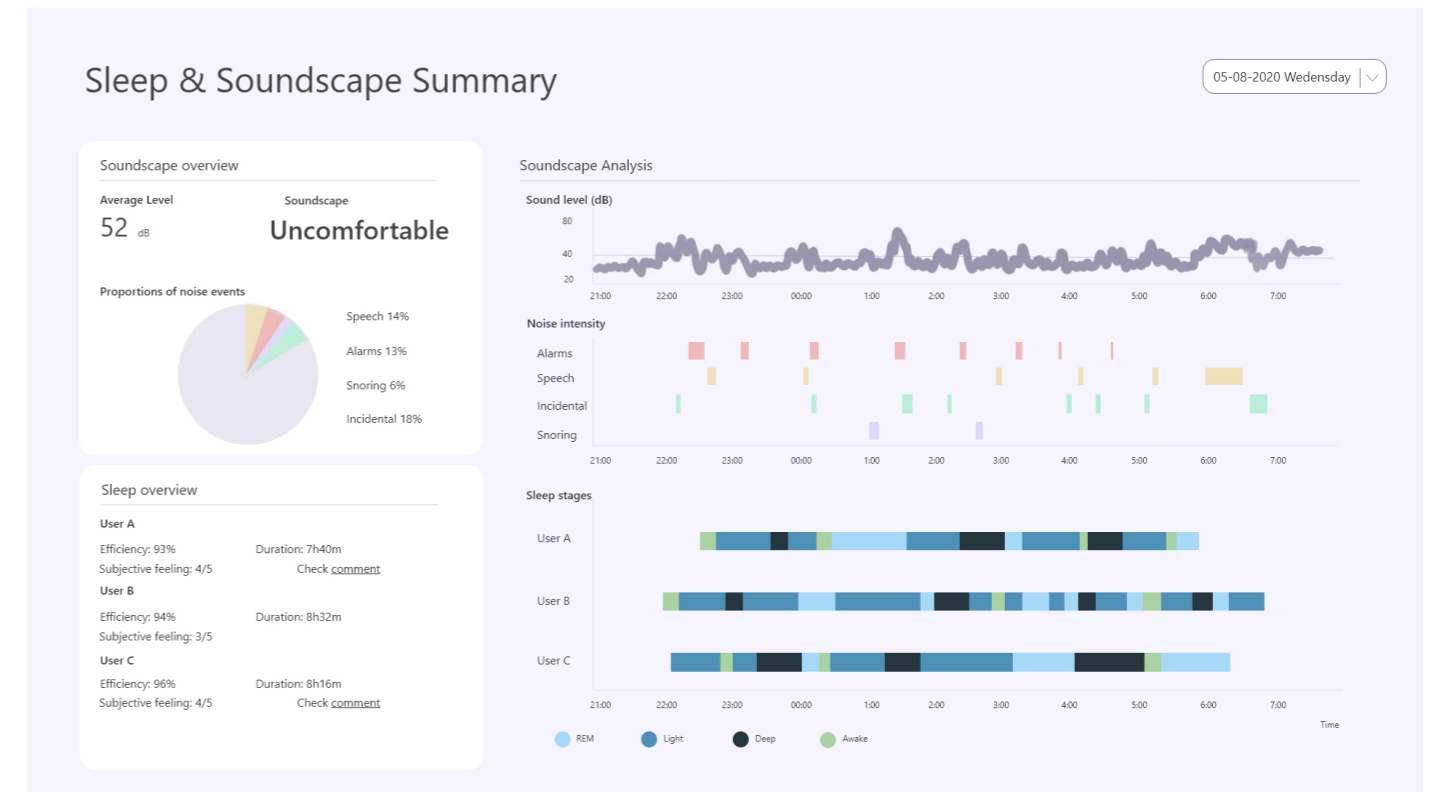 Sleep & Soundscape Summary
05-08-2020 Wedensday
Soundscape overview
Average Level
52 dB
Soundscape
Uncomfortable
Proportions of noise events
Speech 14%
Alarms 13%
Snoring 6%
Incidental 18%
Sleep overview
User A
Efficiency: 93% Duration: 7h40m
Subjective feeling: 4/5 Check comment
User B
Efficiency: 94% Duration: 8h32m
Subjective feeling: 3/5
User C
Efficiency: 96% Duration: 8h16m
Subjective feeling: 4/5 Check comment
Soundscape Analysis
Sound level (dB)
80
40
20
21:00 22:00 23:00 00:00 1:00 2:00 3:00 4:00 5:00 6:00 7:00
Noise intensity
Alarms
Speech
Incidental
Snoring
21:00 22:00 23:00 00:00 1:00 2:00 3:00 4:00 5:00 6:00 7:00
Sleep stages
User A
User B
User C
21:00 22:00 23:00 00:00 1:00 2:00 3:00 4:00 5:00 6:00 7:00
Time
REM Light Deep Awake